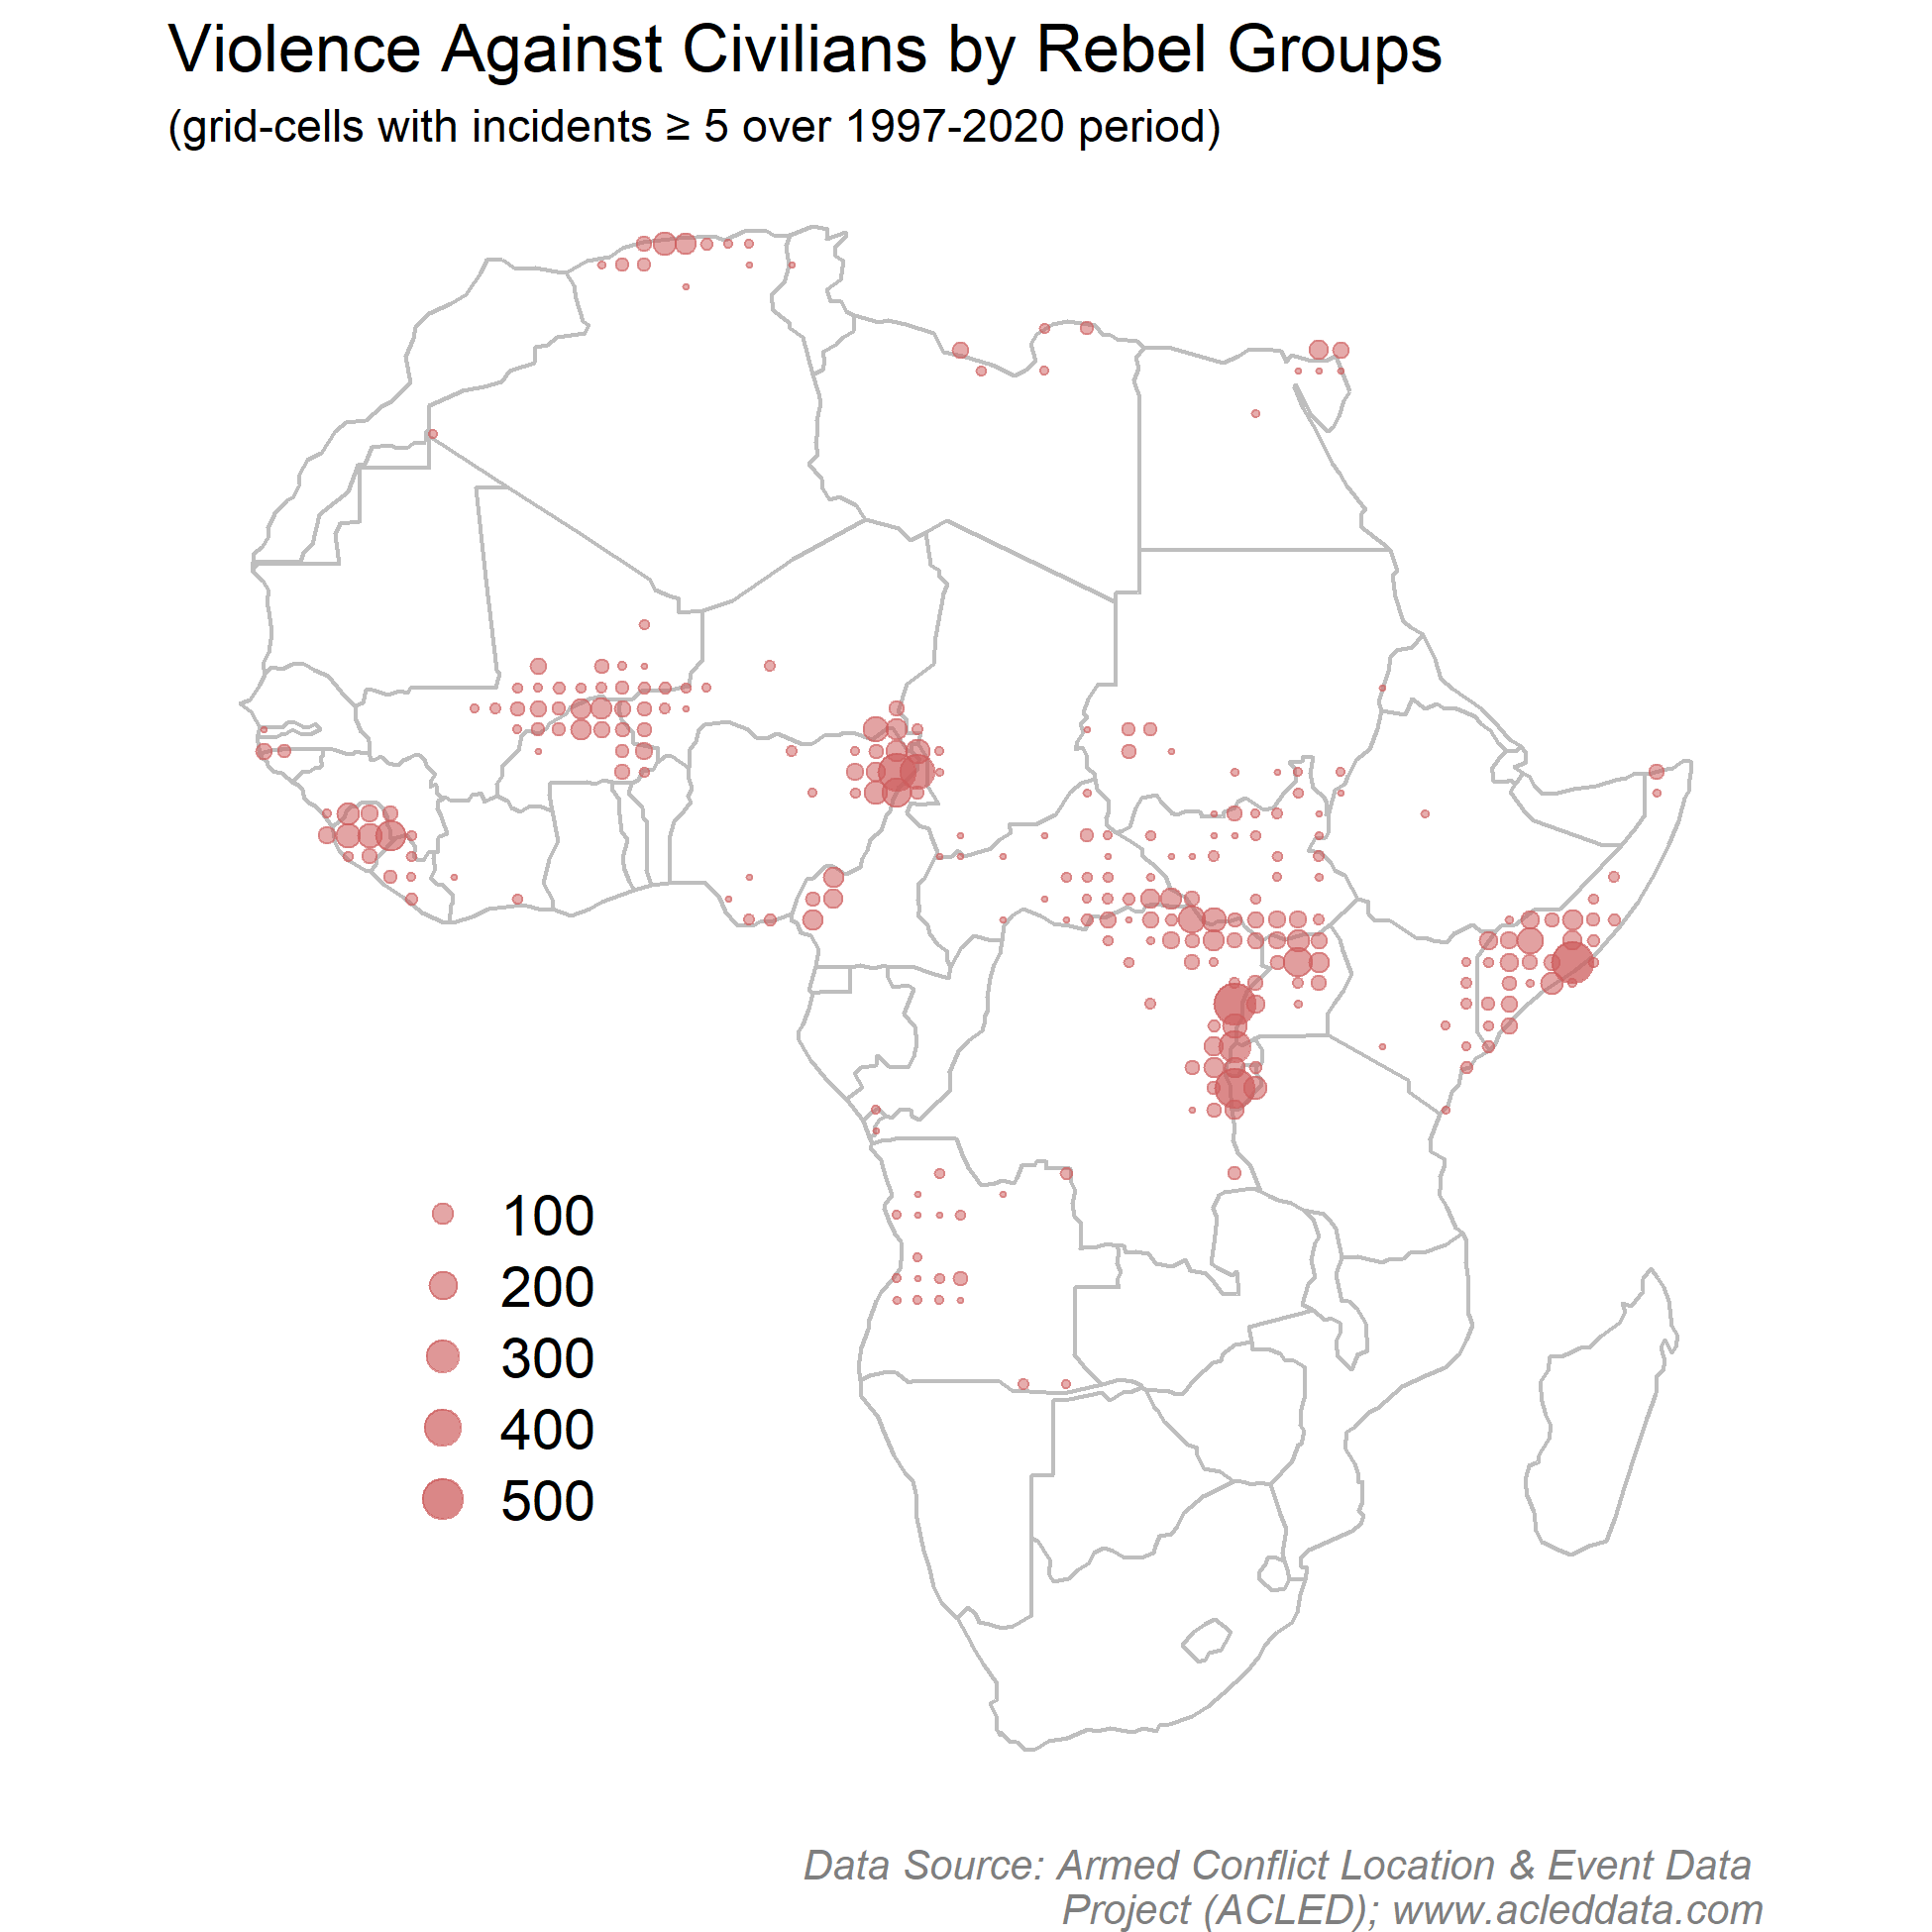 Violence Against Civilians by Rebel Groups
(grid-cells with incidents ≥ 5 over 1997-2020 period)
100
200
300
400
500
Data Source: Armed Conflict Location & Event Data
Project (ACLED); www.acleddata.com